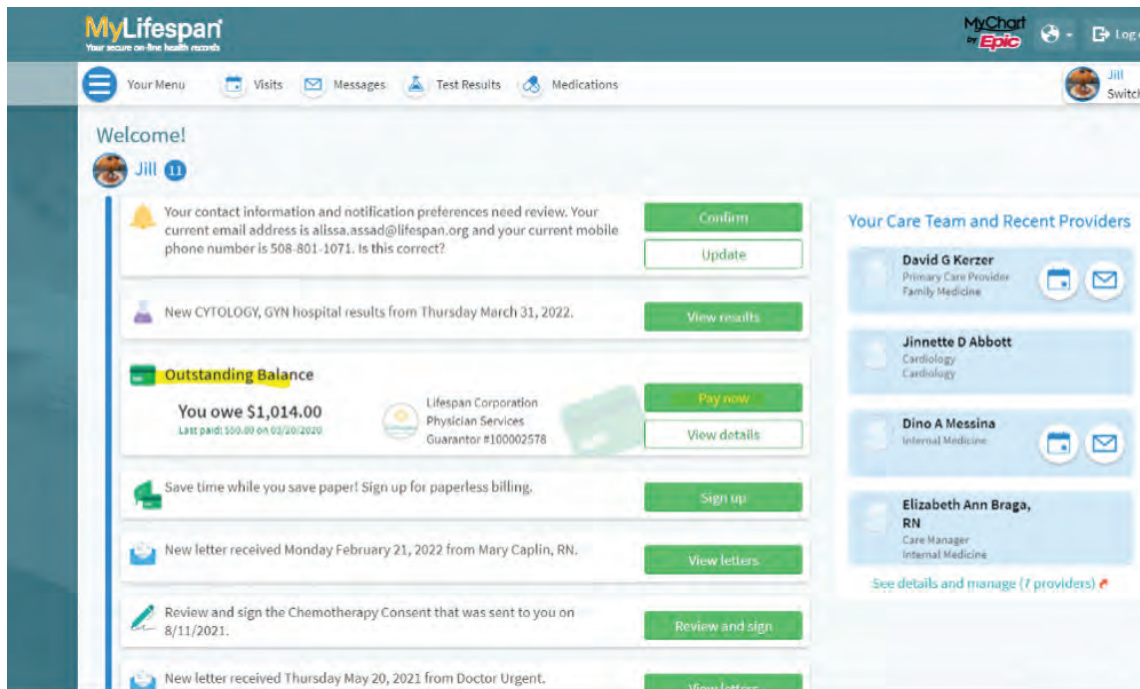 MyLifespan
Your secure on-line health records
MyChart
by Epic
Log
Your Menu
Visits
Messages
Test Results
Medications
Jill
Switch
Welcome!
Jill 11
Your contact information and notification preferences need review. Your
current email address is alissa.assad@lifespan.org and your current mobile
phone number is 508-801-1071. Is this correct?
Confirm
Update
New CYTOLOGY, GYN hospital results from Thursday March 31, 2022.
View results
Outstanding Balance
You owe $1,014.00
Last paid: $50.00 on 03/20/2020
Lifespan Corporation
Physician Services
Guarantor #100002578
Pay now
View details
Save time while you save paper! Sign up for paperless billing.
Sign up
New letter received Monday February 21, 2022 from Mary Caplin, RN.
View letters
Review and sign the Chemotherapy Consent that was sent to you on
8/11/2021.
Review and sign
New letter received Thursday May 20, 2021 from Doctor Urgent.
View letters
Your Care Team and Recent Providers
David G Kerzer
Primary Care Provider
Family Medicine
Jinnette D Abbott
Cardiology
Cardiology
Dino A Messina
Internal Medicine
Elizabeth Ann Braga,
RN
Care Manager
Internal Medicine
See details and manage (7 providers)